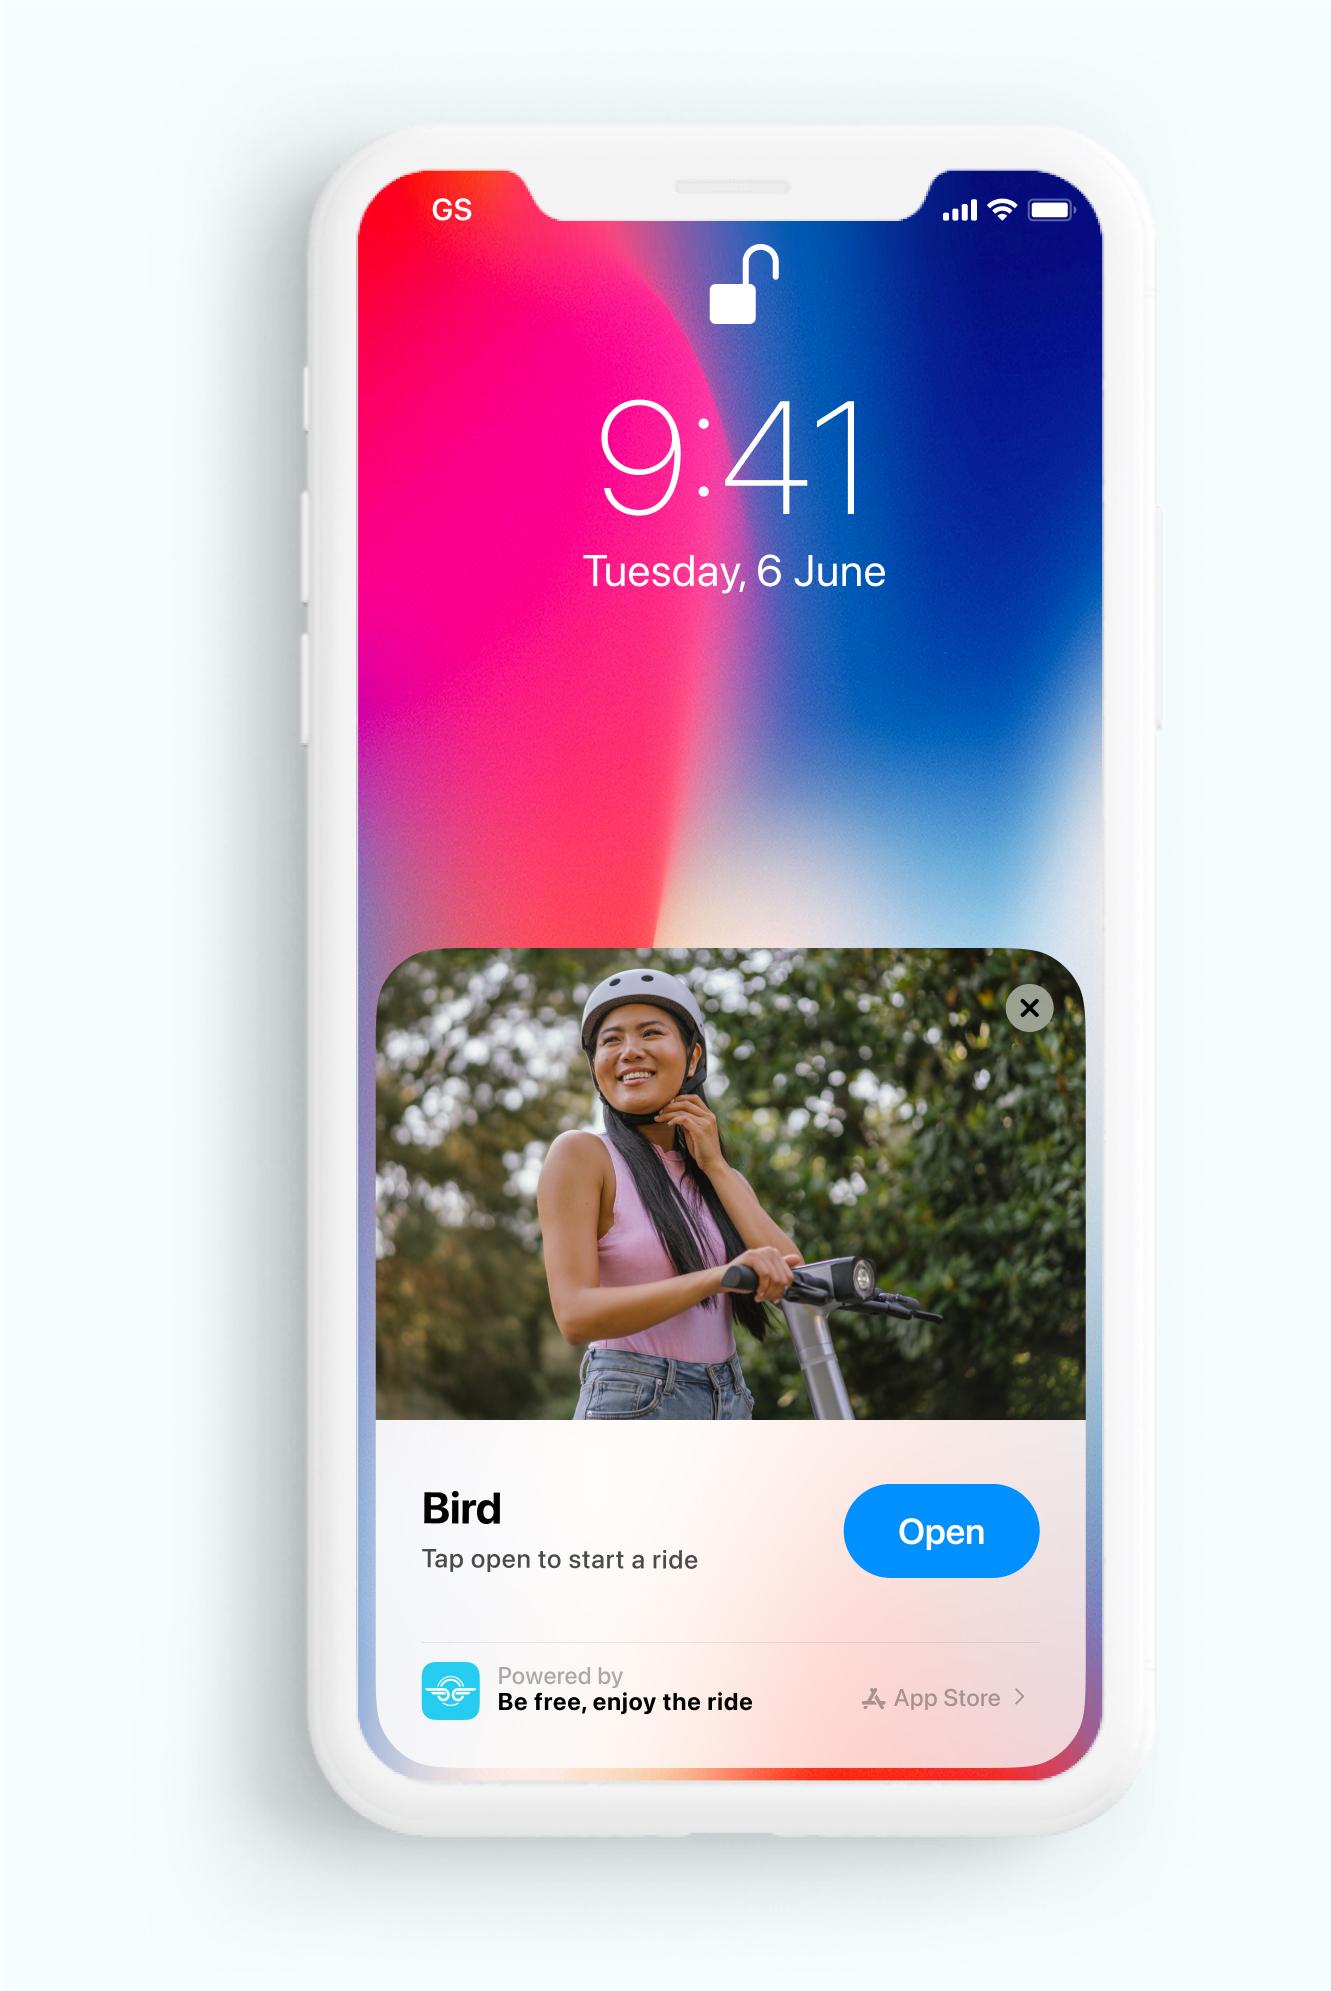 GS
9:41
Tuesday, 6 June
Bird
Tap open to start a ride
Open
Powered by
Be free, enjoy the ride
App Store